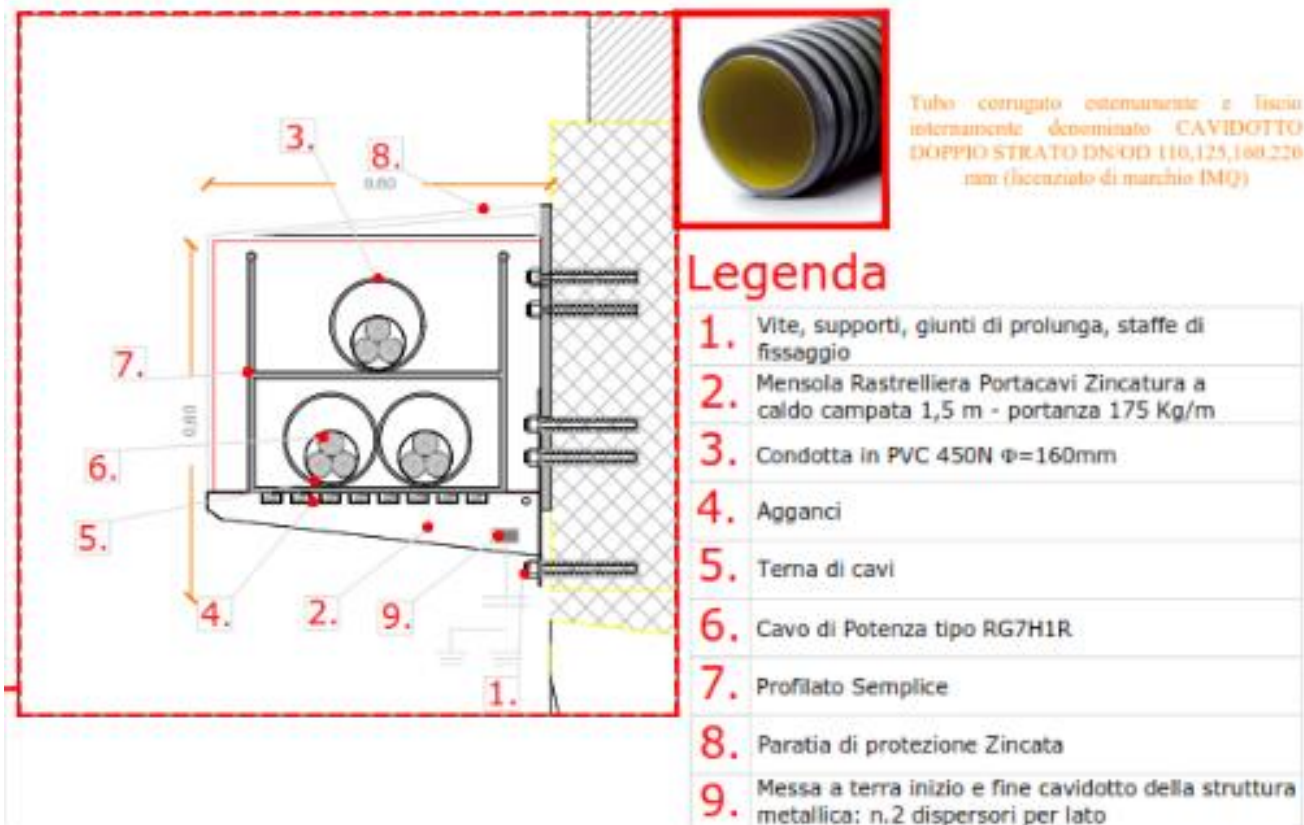 3.
8.
0.60
7.
0.60
6.
5.
4.
2.
9.
1.
Tubo corrugato esternamente e liscio
internamente denominato CAVIDOTTO
DOPPIO STRATO DN/OD 110,125,160,220
mm (licenziato di marchio IMQ)
Legenda
1. Vite, supporti, giunti di prolunga, staffe di
fissaggio
2. Mensola Rastrelliera Portacavi Zincatura a
caldo campata 1,5 m - portanza 175 Kg/m
3. Condotta in PVC 450N Φ=160mm
4. Agganci
5. Terna di cavi
6. Cavo di Potenza tipo RG7H1R
7. Profilato Semplice
8. Paratia di protezione Zincata
9. Messa a terra inizio e fine cavidotto della struttura
metallica: n.2 dispersori per lato